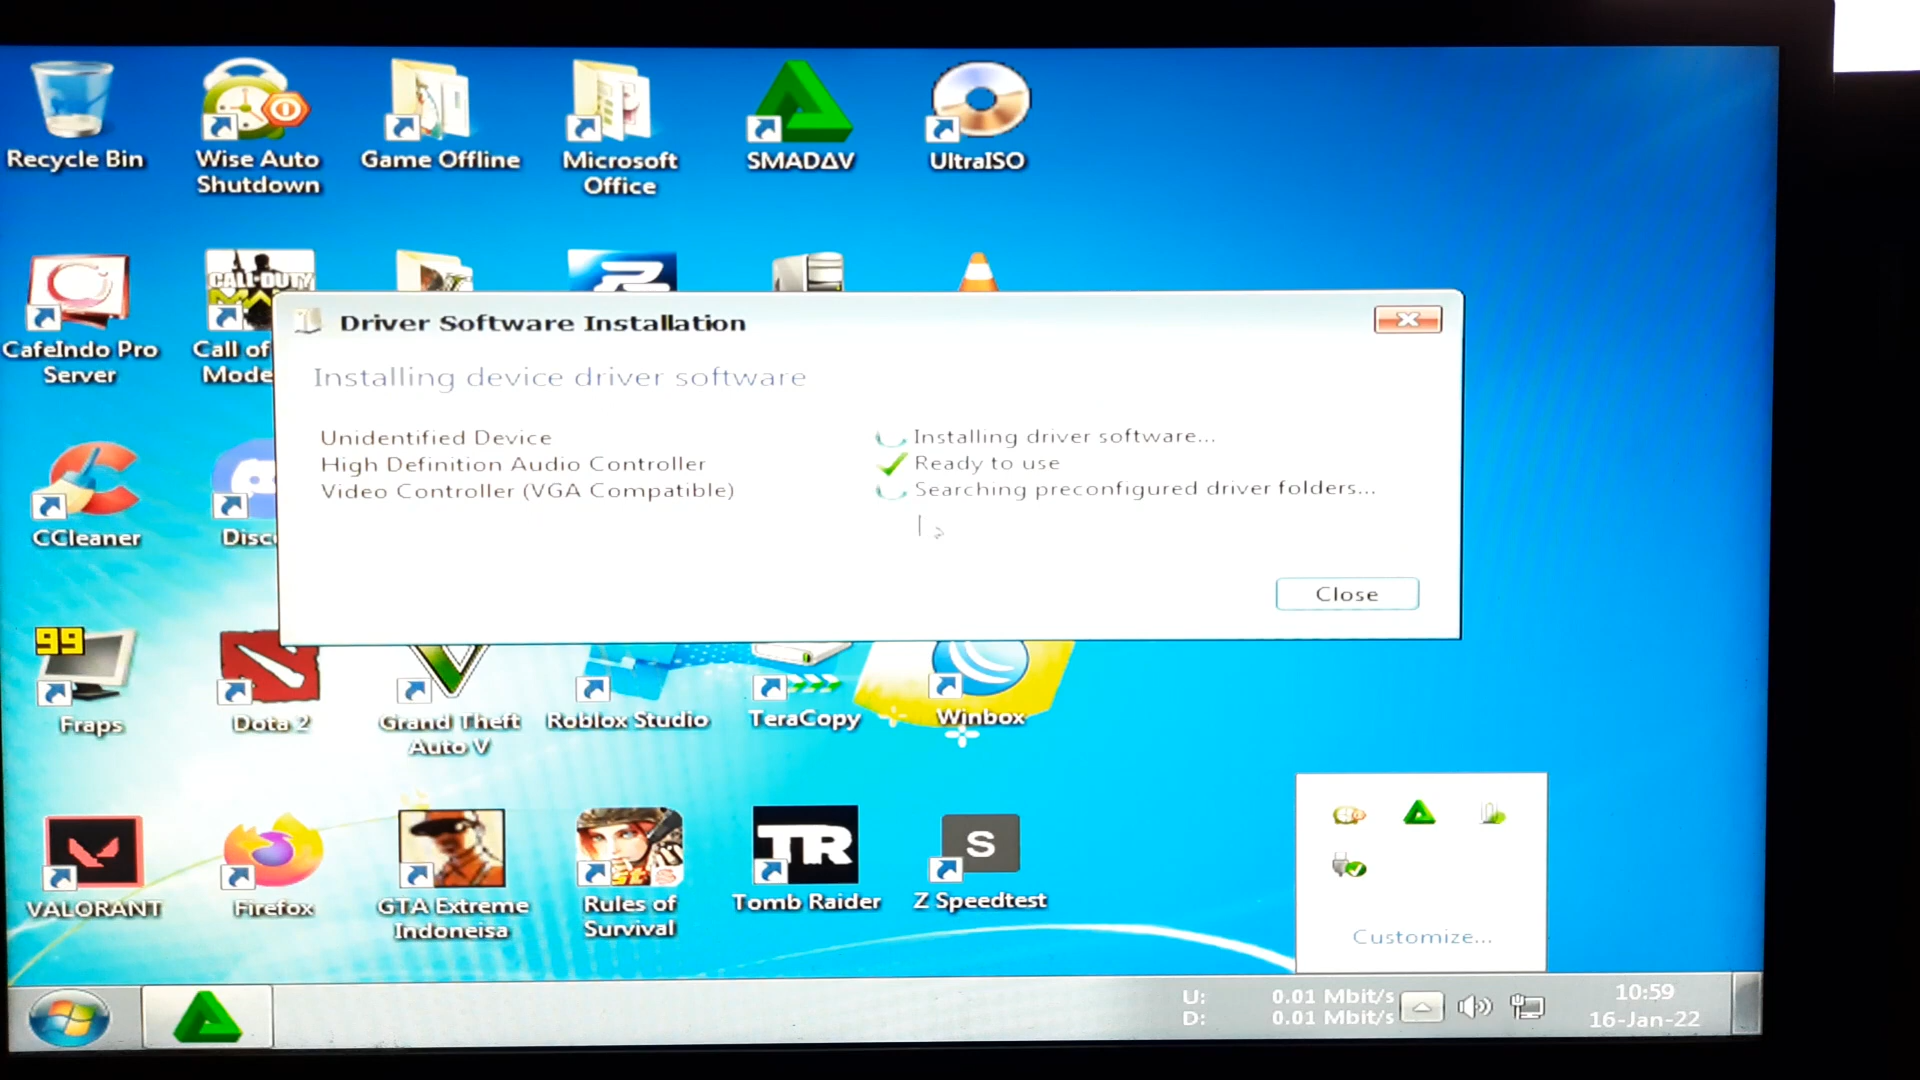 Recycle Bin
Wise Auto
Shutdown
Game Offline
Microsoft
Office
SMADΔV
UltraISO
CALL·DUTY
CafeIndo Pro
Server
Call of
Mode
Driver Software Installation
Installing device driver software
Unidentified Device
Installing driver software...
High Definition Audio Controller
Ready to use
Video Controller (VGA Compatible)
Searching preconfigured driver folders...
Close
CCleaner
Disc
99
Fraps
Dota 2
Grand Theft
Auto V
Roblox Studio
TeraCopy
Winbox
TR
S
VALORANT
Firefox
GTA Extreme
Indoneisa
Rules of
Survival
Tomb Raider
Z Speedtest
Customize...
U: 0.01 Mbit/s
D: 0.01 Mbit/s
10:59
16-Jan-22